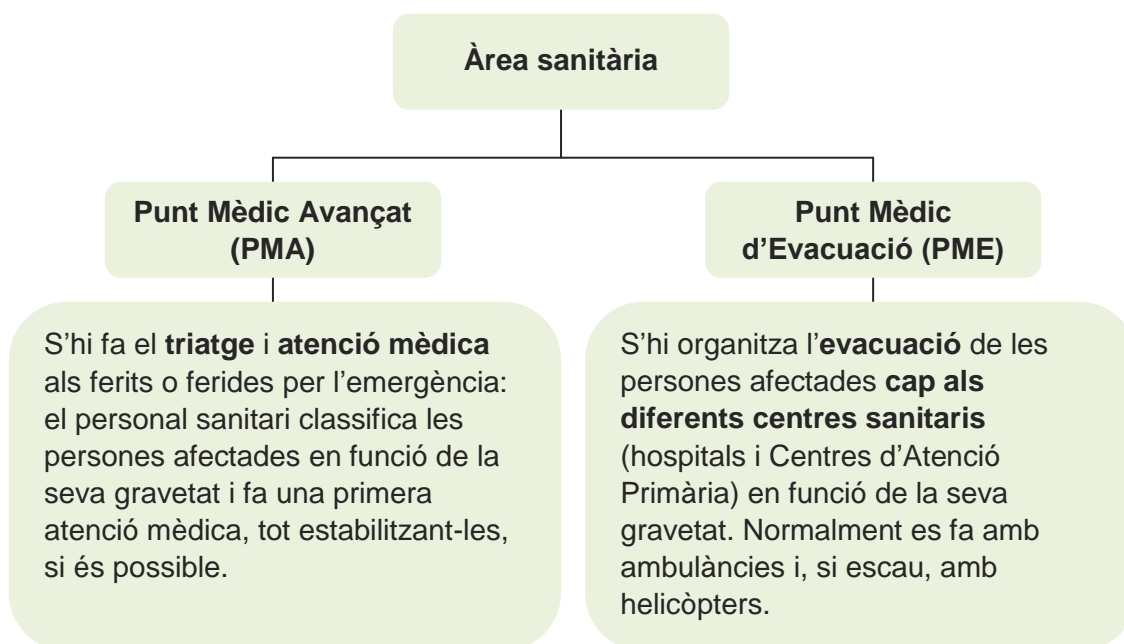 Àrea sanitària
Punt Mèdic Avançat
(PMA)
S’hi fa el triatge i atenció mèdica
als ferits o ferides per l’emergència:
el personal sanitari classifica les
persones afectades en funció de la
seva gravetat i fa una primera
atenció mèdica, tot estabilitzant-les,
si és possible.
Punt Mèdic
d’Evacuació (PME)
S’hi organitza l’evacuació de les
persones afectades cap als
diferents centres sanitaris
(hospitals i Centres d’Atenció
Primària) en funció de la seva
gravetat. Normalment es fa amb
ambulàncies i, si escau, amb
helicòpters.